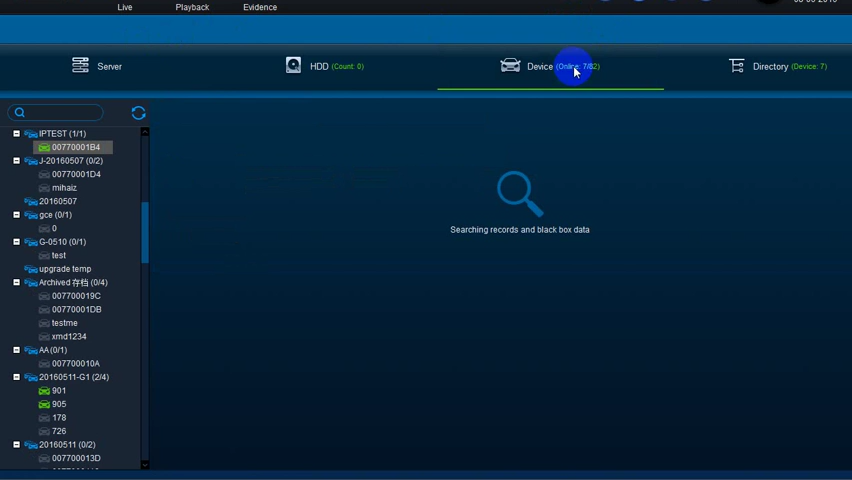 Live Playback Evidence
Server HDD (Count: 0) Device (Online: 7/82) Directory (Device: 7)
IPTEST (1/1)
00770001B4
J-20160507 (0/2)
00770001D4
mihaiz
20160507
gce (0/1)
0
G-0510 (0/1)
test
upgrade temp
Archived 存档 (0/4)
007700019C
00770001DB
testme
xmd1234
AA (0/1)
007700010A
20160511-G1 (2/4)
901
905
178
726
20160511 (0/2)
007700013D
Searching records and black box data